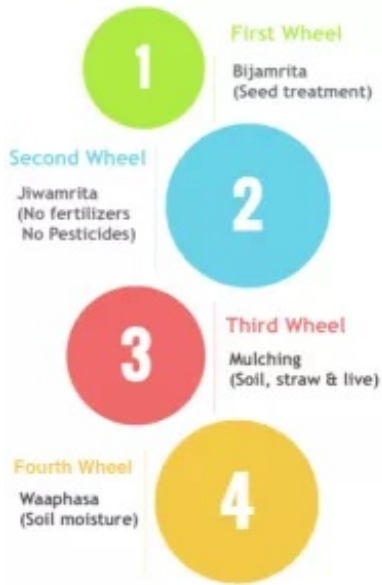 1
First Wheel
Bijamrita
(Seed treatment)
Second Wheel
Jiwamrita
(No fertilizers
No Pesticides)
2
3
Third Wheel
Mulching
(Soil, straw & live)
Fourth Wheel
Waaphasa
(Soil moisture)
4